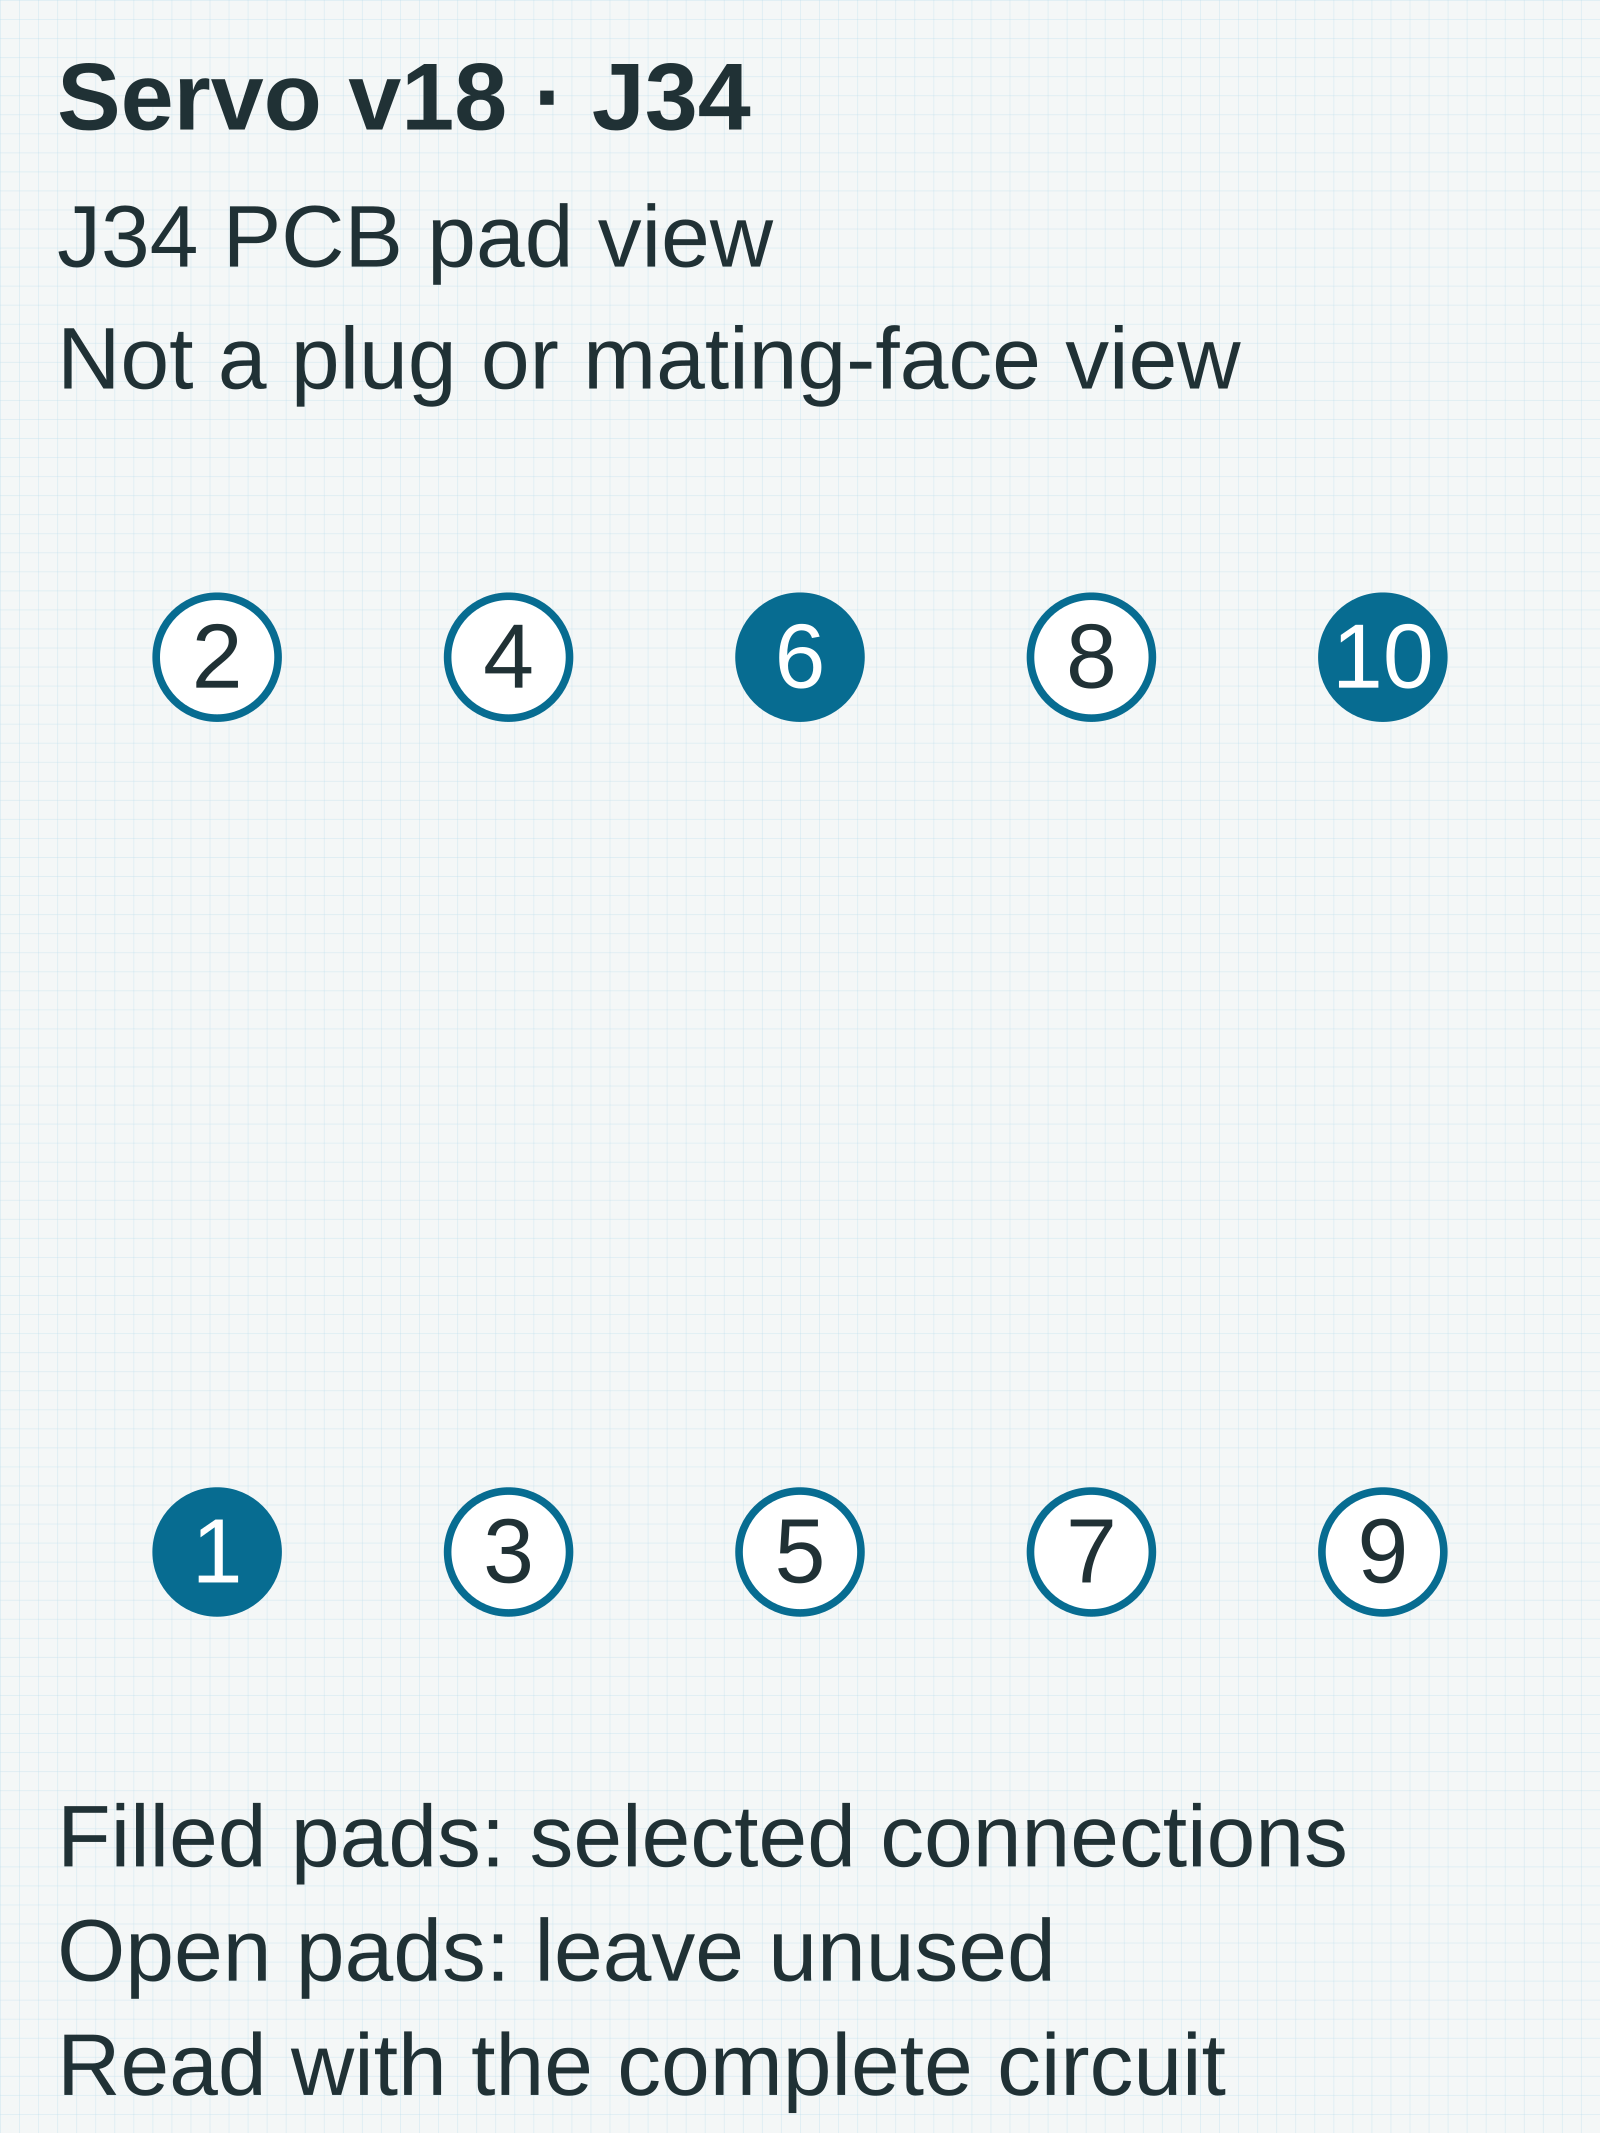 Servo v18 · J34
J34 PCB pad view
Not a plug or mating-face view
2 4 6 8 10
1 3 5 7 9
Filled pads: selected connections
Open pads: leave unused
Read with the complete circuit